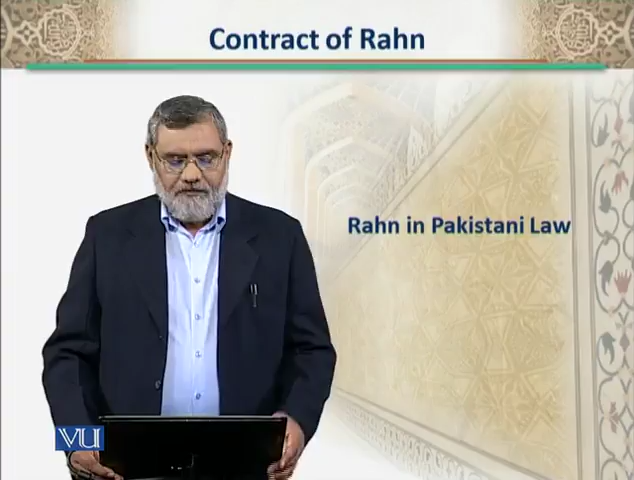 Contract of Rahn
Rahn in Pakistani Law
VU